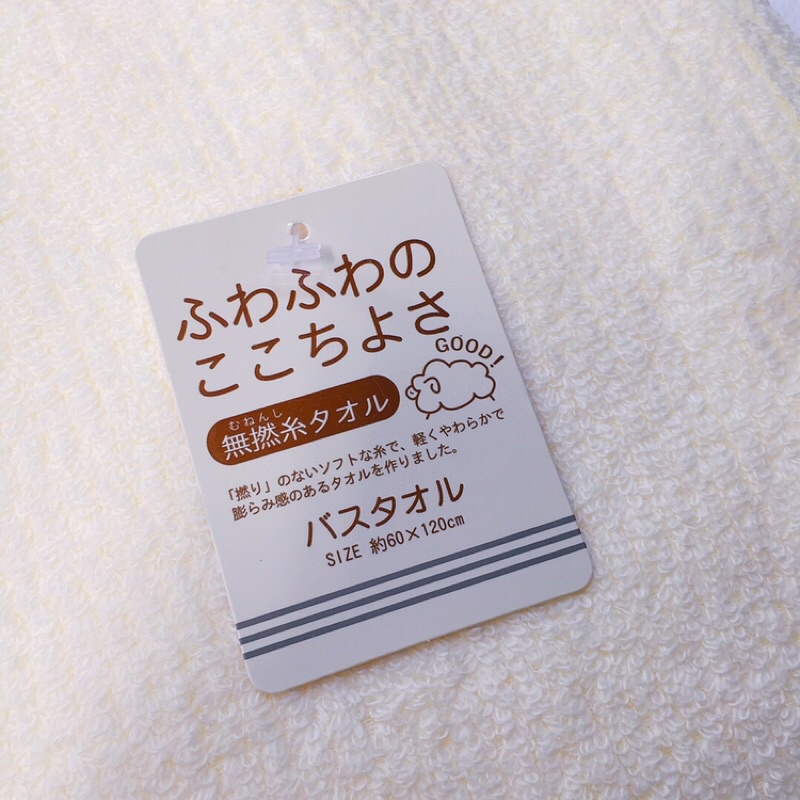 ふわふわの
ここちよさ
GOOD!
むねんし
無撚糸タオル
「撚り」のないソフトな糸で、軽くやわらかで
膨らみ感のあるタオルを作りました。
バスタオル
SIZE 約60×120cm